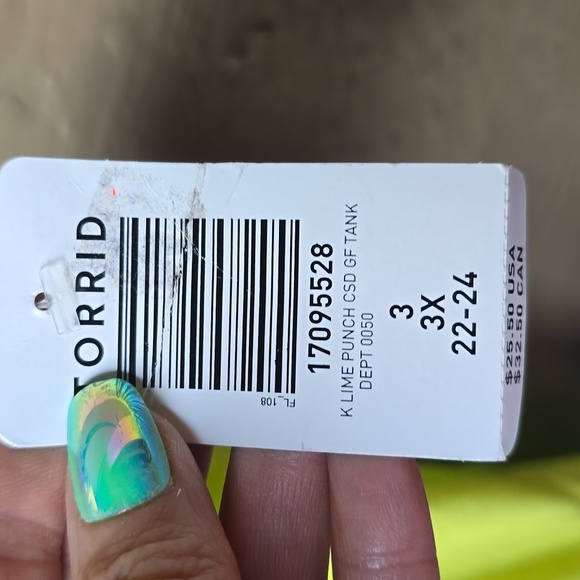 TORRID
FL_108
17095528
K LIME PUNCH CSD GF TANK
DEPT 0050
3
3X
22-24
$25.50 USA
$32.50 CAN